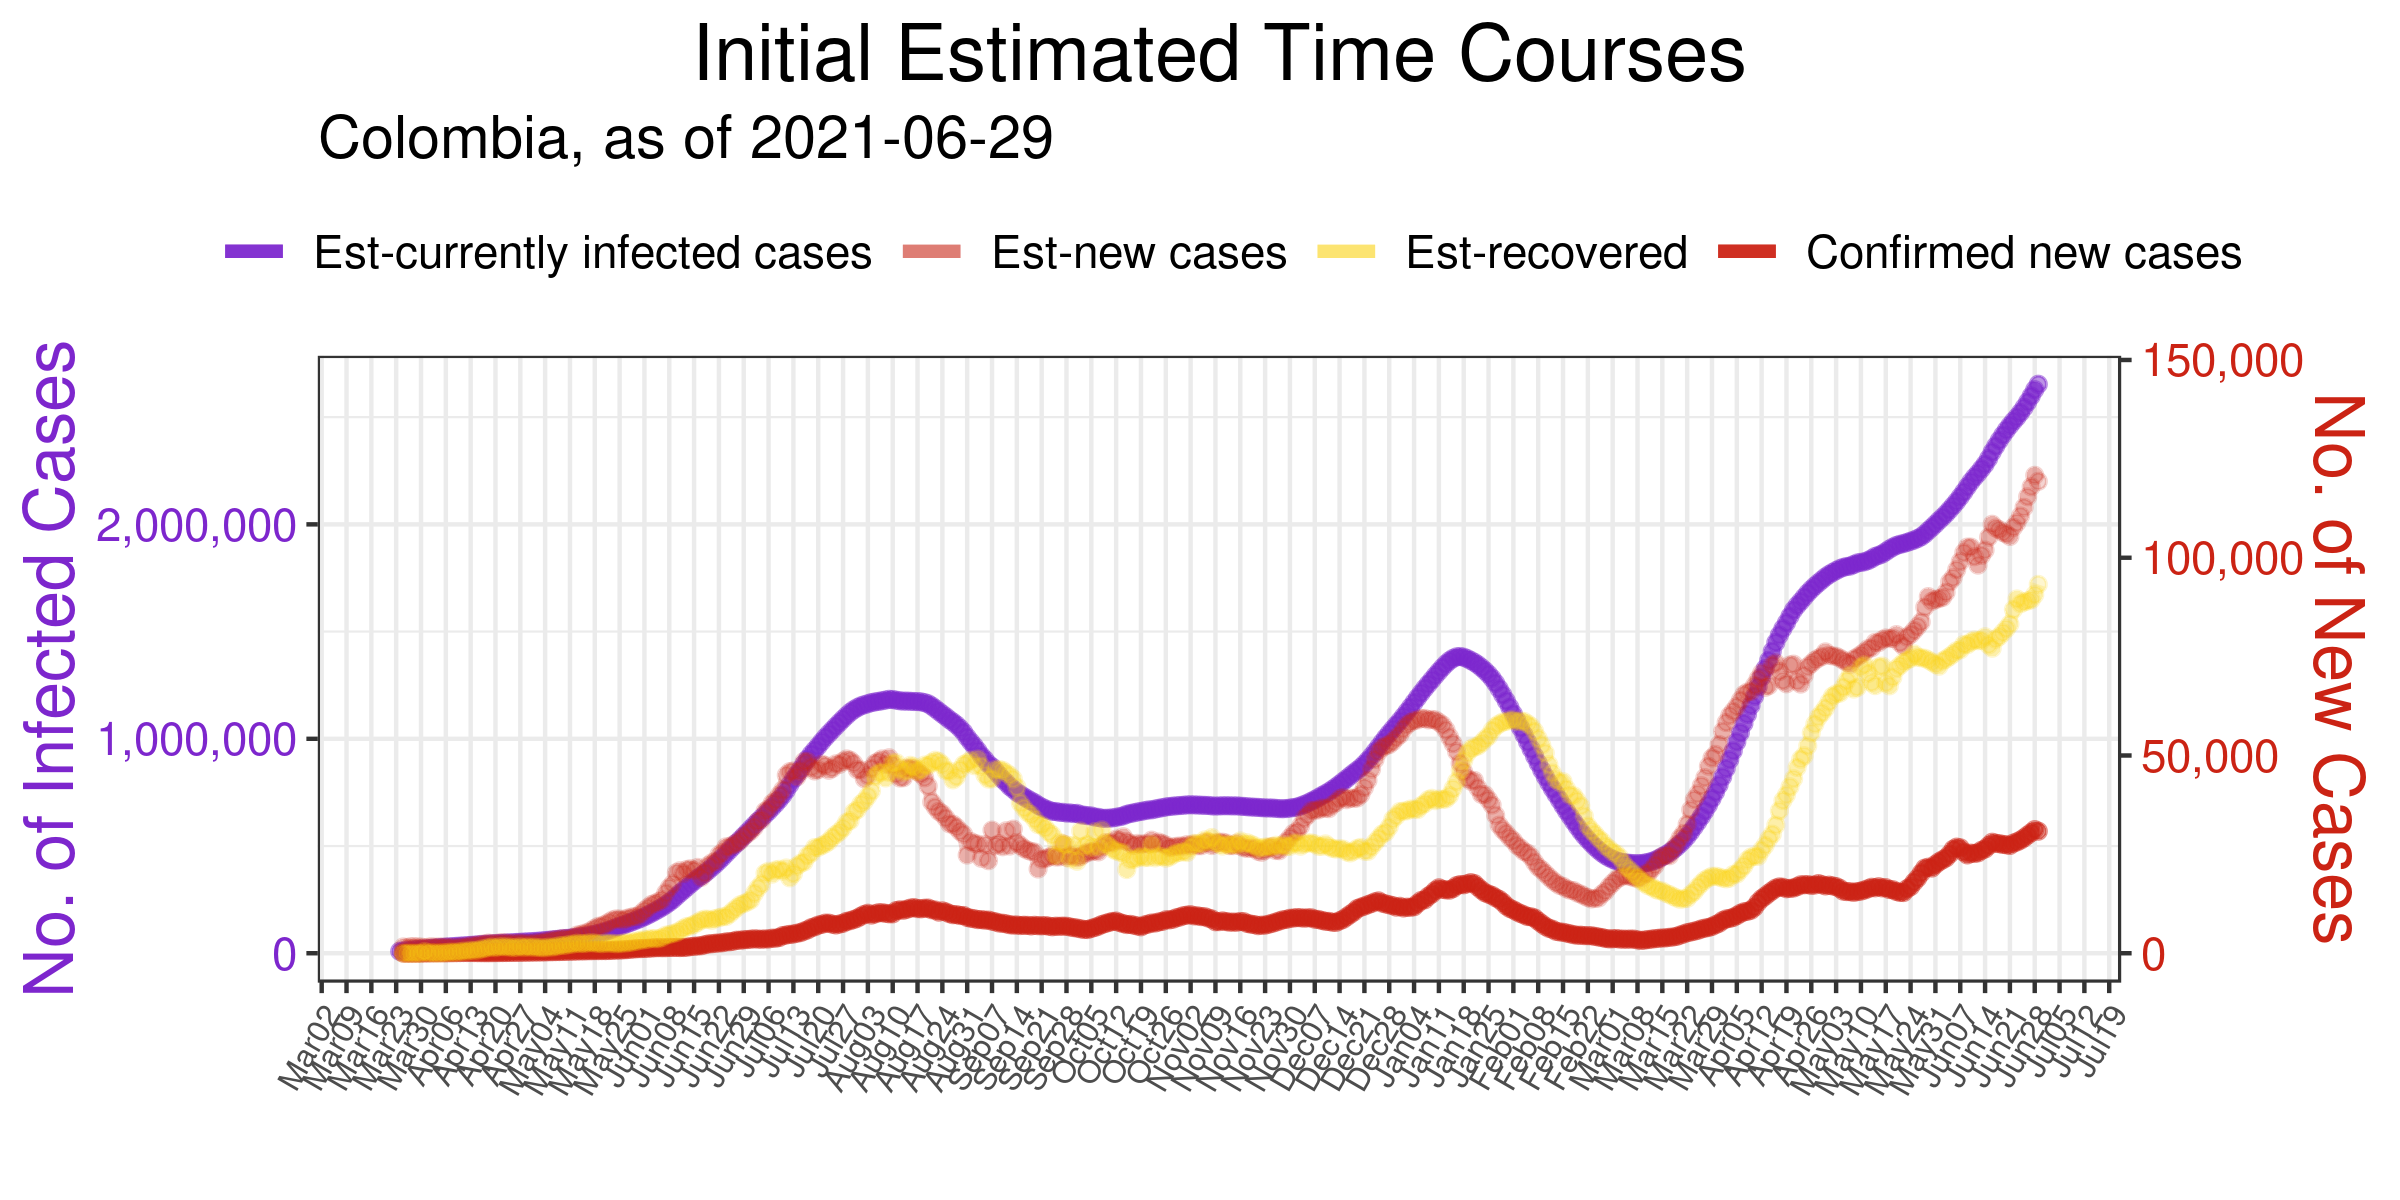 Initial Estimated Time Courses
Colombia, as of 2021-06-29
Est-currently infected cases Est-new cases Est-recovered Confirmed new cases
No. of Infected Cases
2,000,000
1,000,000
0
150,000
100,000
50,000
0
No. of New Cases
Mar02 Mar09 Mar16 Mar23 Mar30 Apr06 Apr13 Apr20 Apr27 May04 May11 May18 May25 Jun01 Jun08 Jun15 Jun22 Jun29 Jul06 Jul13 Jul20 Jul27 Aug03 Aug10 Aug17 Aug24 Aug31 Sep07 Sep14 Sep21 Sep28 Oct05 Oct12 Oct19 Oct26 Nov02 Nov09 Nov16 Nov23 Nov30 Dec07 Dec14 Dec21 Dec28 Jan04 Jan11 Jan18 Jan25 Feb01 Feb08 Feb15 Feb22 Mar01 Mar08 Mar15 Mar22 Mar29 Apr05 Apr12 Apr19 Apr26 May03 May10 May17 May24 May31 Jun07 Jun14 Jun21 Jun28 Jul05 Jul12 Jul19